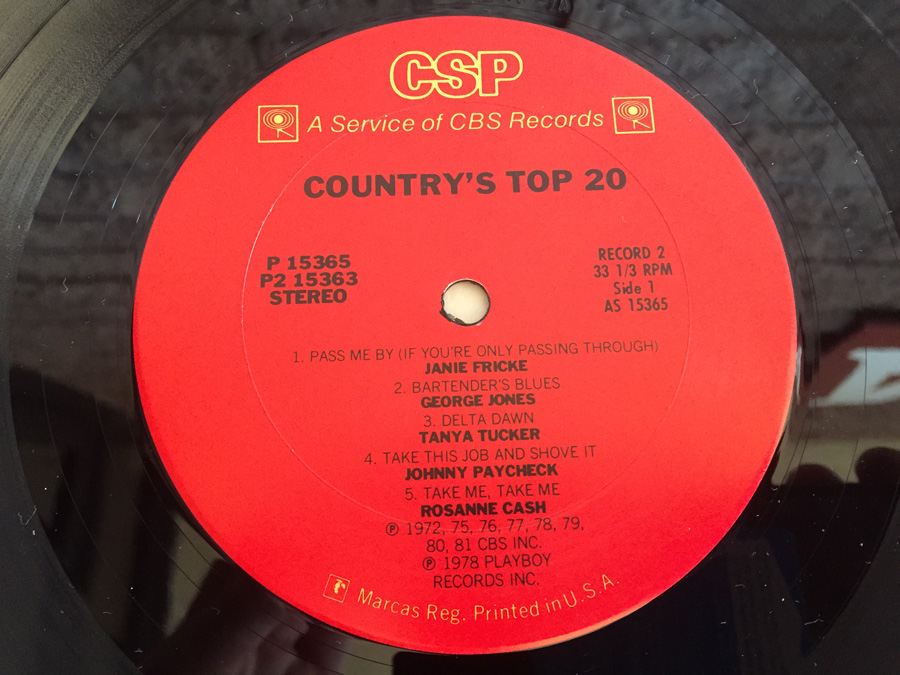 CSP
A Service of CBS Records
COUNTRY'S TOP 20
P 15365
P2 15363
STEREO
RECORD 2
33 1/3 RPM
Side 1
AS 15365
1. PASS ME BY (IF YOU'RE ONLY PASSING THROUGH)
JANIE FRICKE
2. BARTENDER'S BLUES
GEORGE JONES
3. DELTA DAWN
TANYA TUCKER
4. TAKE THIS JOB AND SHOVE IT
JOHNNY PAYCHECK
5. TAKE ME, TAKE ME
ROSANNE CASH
℗ 1972, 75, 76, 77, 78, 79,
80, 81 CBS INC.
℗ 1978 PLAYBOY
RECORDS INC.
Marcas Reg. Printed in U.S.A.